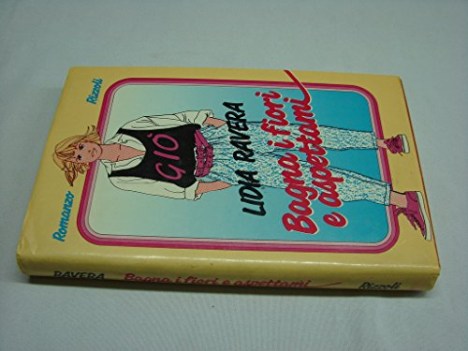 Romanzo
Rizzoli
GIÒ
LIDIA RAVERA
Bagna i fiori
e aspettami
RAVERA Bagna i fiori e aspettami Rizzoli